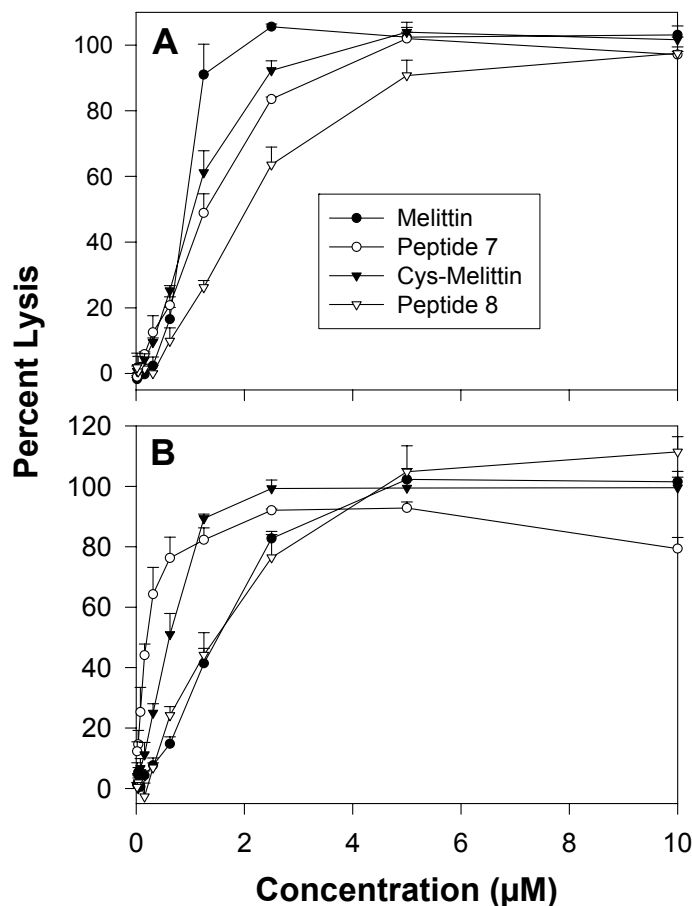 A
100
80
60
40
20
0
Melittin
Peptide 7
Cys-Melittin
Peptide 8
Percent Lysis
B
120
100
80
60
40
20
0
0 2 4 6 8 10
Concentration (µM)